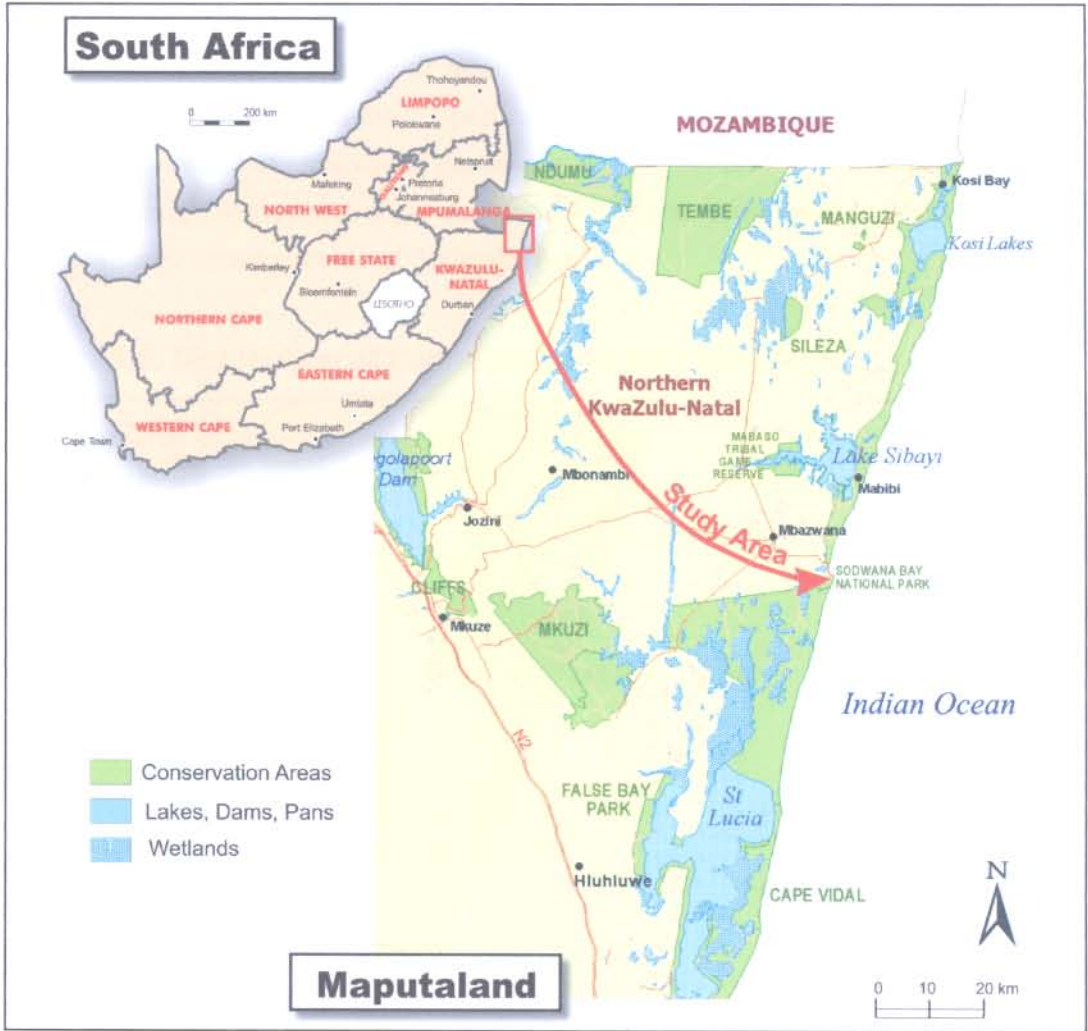 South Africa
0 200 km
Thohoyandou
LIMPOPO
Polokwane
Nelspruit
Mafeking
Pretoria
&
Johannesburg
MPUMALANGA
NORTH WEST
FREE STATE
Kimberley
Bloemfontein
LESOTHO
KWAZULU-
NATAL
Durban
NORTHERN CAPE
EASTERN CAPE
Umtata
WESTERN CAPE
Port Elizabeth
Cape Town
MOZAMBIQUE
NDUMU
TEMBE
MANGUZI
Kosi Bay
Kosi Lakes
SILEZA
Northern
KwaZulu-Natal
MABASO
TRIBAL
GAME
RESERVE
Lake Sibayi
Mabibi
golapoort
Dam
Mbonambi
Jozini
Study Area
Mbazwana
SODWANA BAY
NATIONAL PARK
CLIFFS
Mkuze
MKUZI
Indian Ocean
N2
Conservation Areas
Lakes, Dams, Pans
Wetlands
FALSE BAY
PARK
St
Lucia
Hluhluwe
CAPE VIDAL
N
Maputaland
0 10 20 km